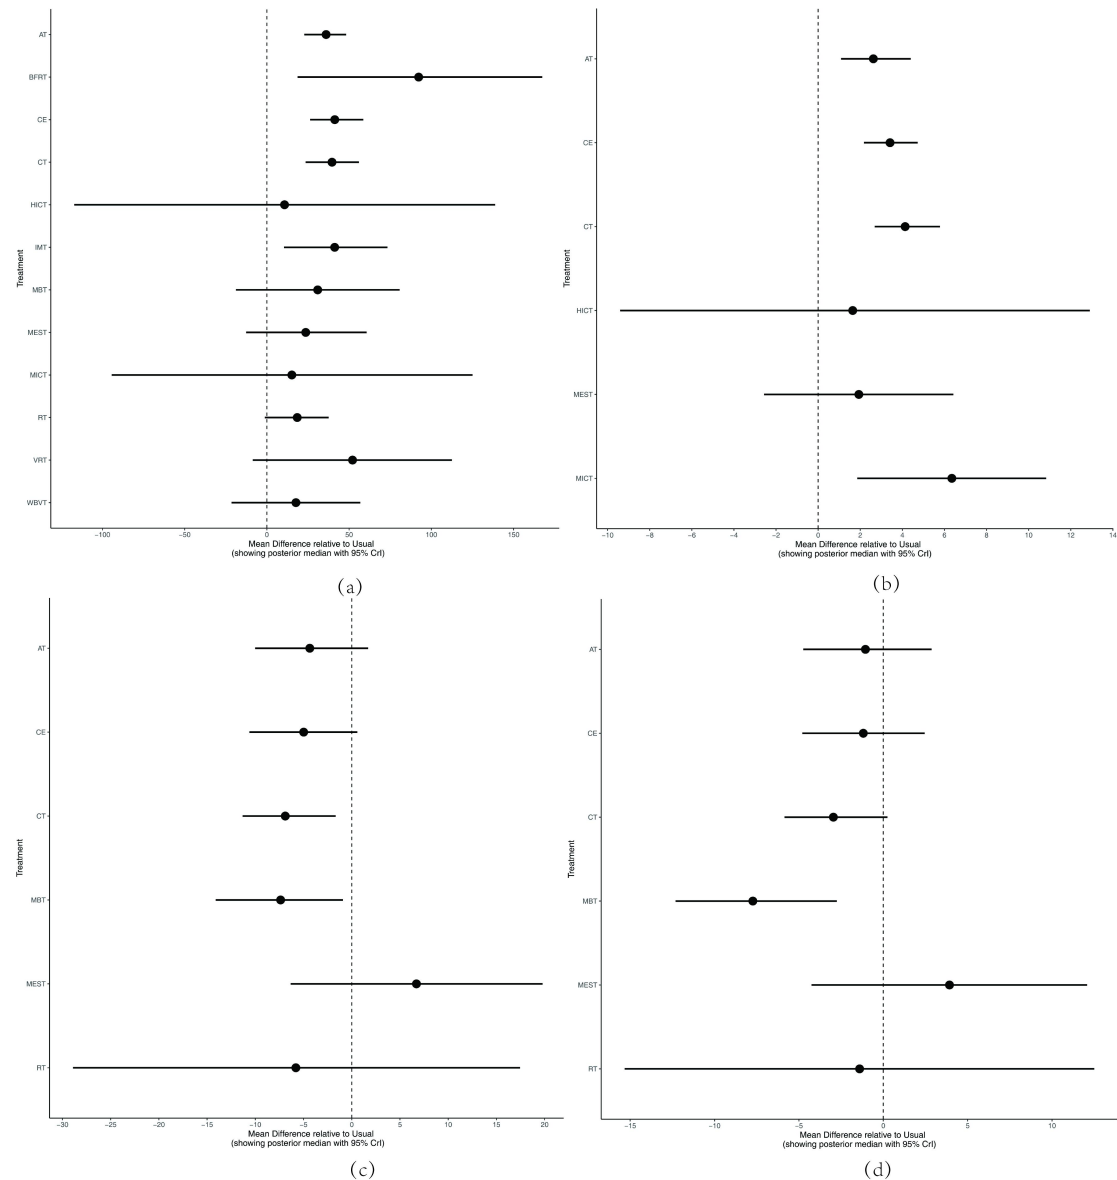 AT
BFRT
CE
CT
HICT
IMT
MBT
MEST
MICT
RT
VRT
WBVT
Treatment
−100 −50 0 50 100 150
Mean Difference relative to Usual
(showing posterior median with 95% CrI)
(a)
AT
CE
CT
HICT
MEST
MICT
Treatment
−10 −8 −6 −4 −2 0 2 4 6 8 10 12 14
Mean Difference relative to Usual
(showing posterior median with 95% CrI)
(b)
AT
CE
CT
MBT
MEST
RT
Treatment
−30 −25 −20 −15 −10 −5 0 5 10 15 20
Mean Difference relative to Usual
(showing posterior median with 95% CrI)
(c)
AT
CE
CT
MBT
MEST
RT
Treatment
−15 −10 −5 0 5 10
Mean Difference relative to Usual
(showing posterior median with 95% CrI)
(d)